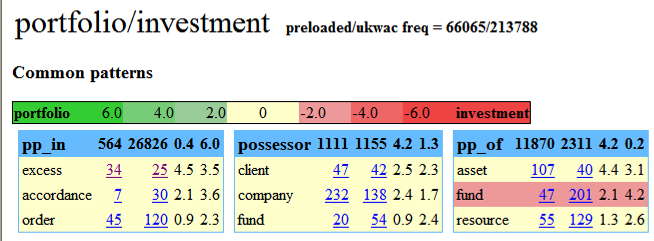 portfolio/investment preloaded/ukwac freq = 66065/213788
Common patterns
portfolio 6.0 4.0 2.0 0 -2.0 -4.0 -6.0 investment
pp_in 564 26826 0.4 6.0 possessor 1111 1155 4.2 1.3 pp_of 11870 2311 4.2 0.2
excess 34 25 4.5 3.5 client 47 42 2.5 2.3 asset 107 40 4.4 3.1
accordance 7 30 2.1 3.6 company 232 138 2.4 1.7 fund 47 201 2.1 4.2
order 45 120 0.9 2.3 fund 20 54 0.9 2.4 resource 55 129 1.3 2.6